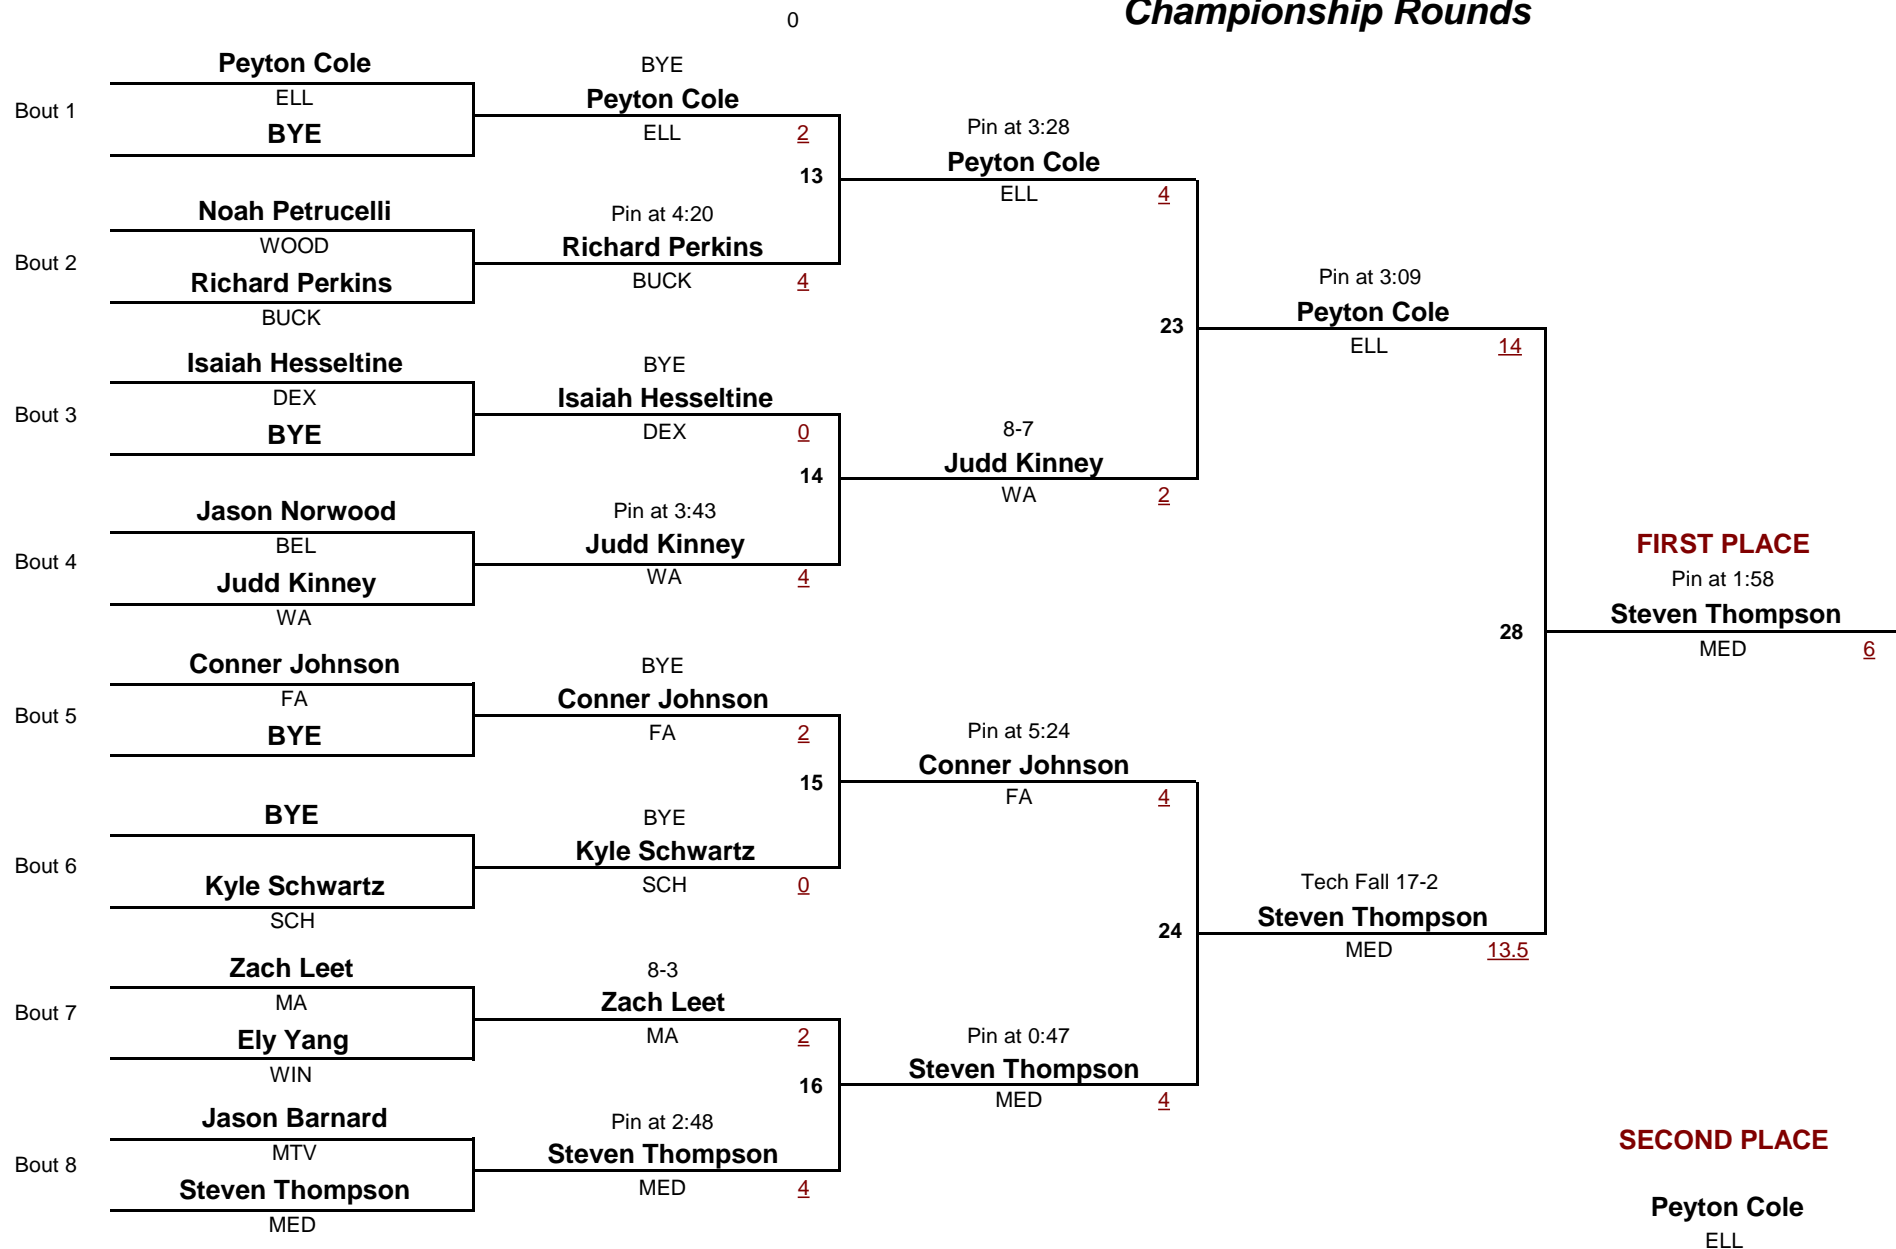 0
Championship Rounds
Peyton Cole
BYE
Bout 1
ELL
Peyton Cole
BYE
ELL
2
Pin at 3:28
13
Peyton Cole
ELL
4
Noah Petrucelli
Pin at 4:20
Bout 2
WOOD
Richard Perkins
Richard Perkins
BUCK
4
BUCK
Pin at 3:09
23
Peyton Cole
ELL
14
Isaiah Hesseltine
BYE
Bout 3
DEX
Isaiah Hesseltine
BYE
DEX
0
8-7
14
Judd Kinney
WA
2
Jason Norwood
Pin at 3:43
Bout 4
BEL
Judd Kinney
Judd Kinney
WA
4
WA
FIRST PLACE
Pin at 1:58
28
Steven Thompson
MED
6
Conner Johnson
BYE
Bout 5
FA
Conner Johnson
BYE
FA
2
Pin at 5:24
15
Conner Johnson
FA
4
BYE
BYE
Bout 6
Kyle Schwartz
Kyle Schwartz
SCH
0
SCH
Tech Fall 17-2
24
Steven Thompson
MED
13.5
Zach Leet
8-3
Bout 7
MA
Zach Leet
Ely Yang
MA
2
WIN
Pin at 0:47
16
Steven Thompson
MED
4
Jason Barnard
Pin at 2:48
Bout 8
MTV
Steven Thompson
Steven Thompson
MED
4
MED
SECOND PLACE
Peyton Cole
ELL